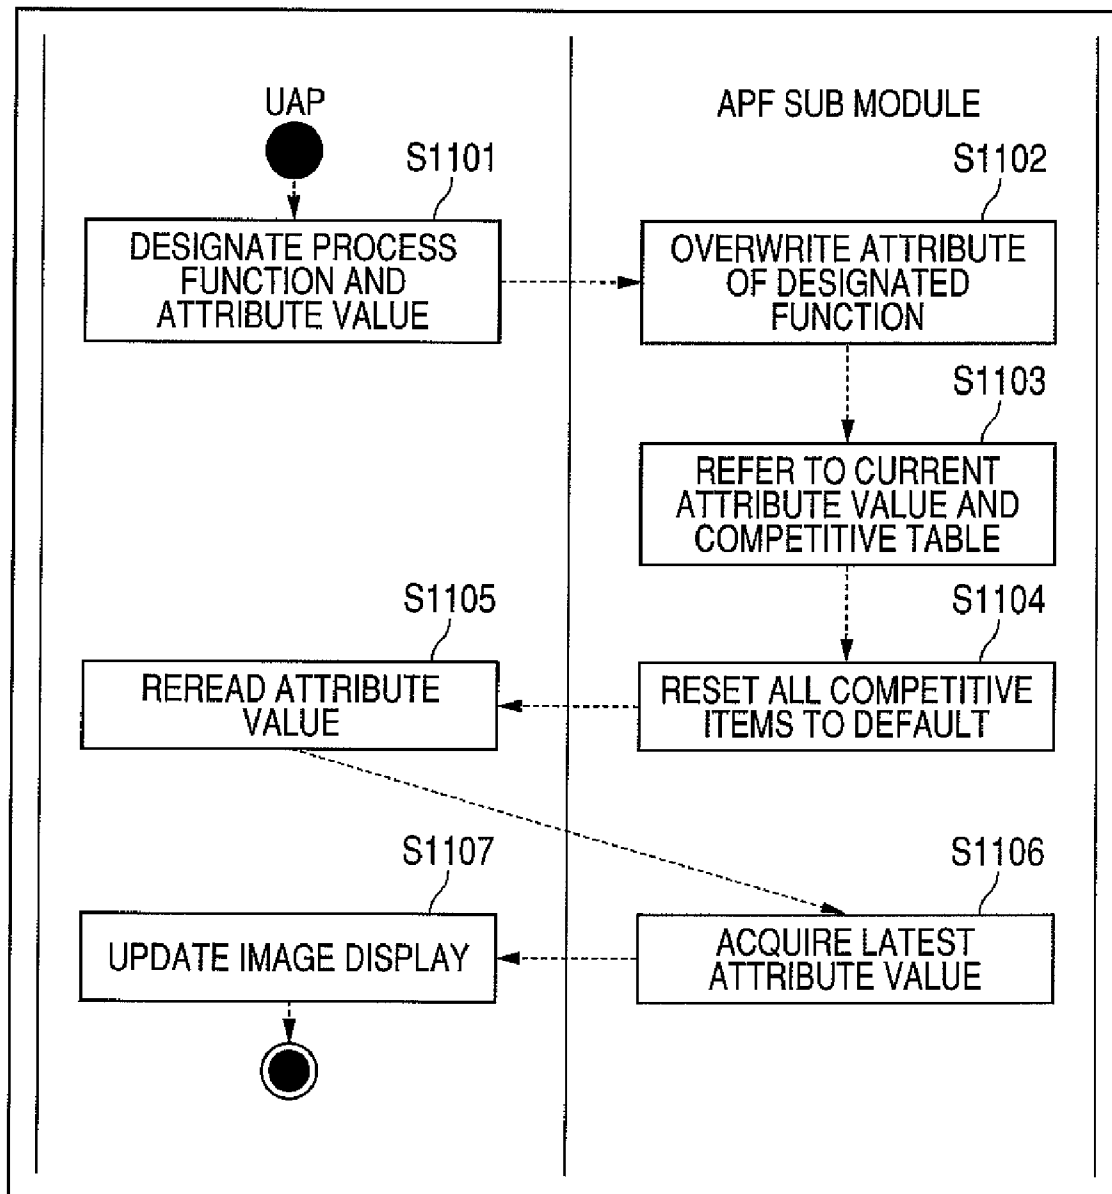 UAP
APF SUB MODULE
S1101
S1102
DESIGNATE PROCESS
FUNCTION AND
ATTRIBUTE VALUE
OVERWRITE ATTRIBUTE
OF DESIGNATED
FUNCTION
S1103
REFER TO CURRENT
ATTRIBUTE VALUE AND
COMPETITIVE TABLE
S1105
S1104
REREAD ATTRIBUTE
VALUE
RESET ALL COMPETITIVE
ITEMS TO DEFAULT
S1107
S1106
UPDATE IMAGE DISPLAY
ACQUIRE LATEST
ATTRIBUTE VALUE